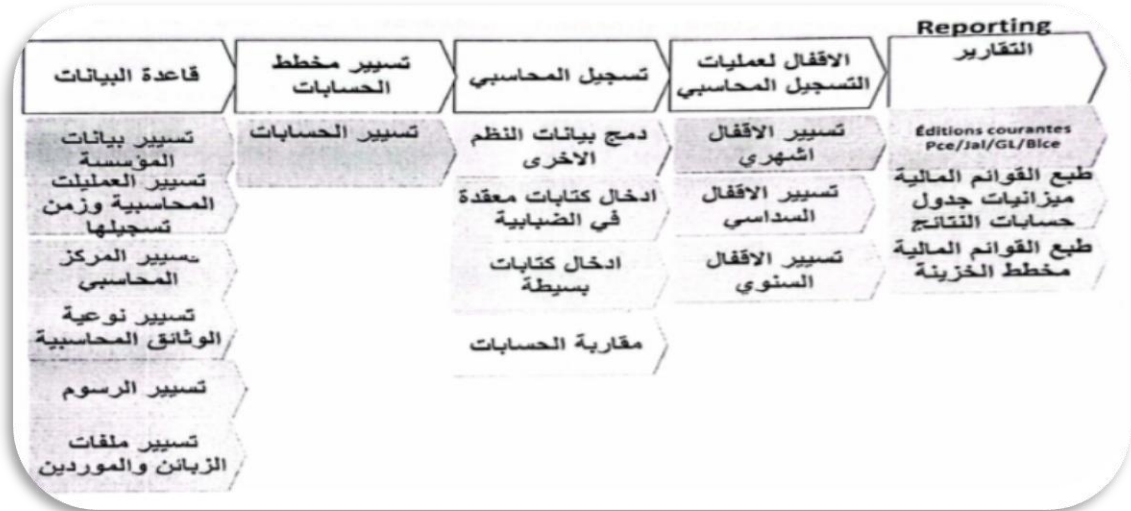 قاعدة البيانات
تسيير بيانات
المؤسسة
تسيير العمليلت
المحاسبية وزمن
تسجيلها
تسيير المركز
المحاسبي
تسيير نوعية
الوثائق المحاسبية
تسيير الرسوم
تسيير ملفات
الزبائن والموردين
تسيير مخطط
الحسابات
تسيير الحسابات
تسجيل المحاسبي
دمج بيانات النظم
الاخرى
ادخال كتابات معقدة
في الضبابية
ادخال كتابات
بسيطة
مقاربة الحسابات
الاقفال لعمليات
التسجيل المحاسبي
تسيير الاقفال
اشهري
تسيير الاقفال
السداسي
تسيير الاقفال
السنوي
Reporting
التقارير
Éditions courantes
Pce/Jal/GL/Blce
طبع القوائم المالية
ميزانيات جدول
حسابات النتائج
طبع القوائم المالية
مخطط الخزينة